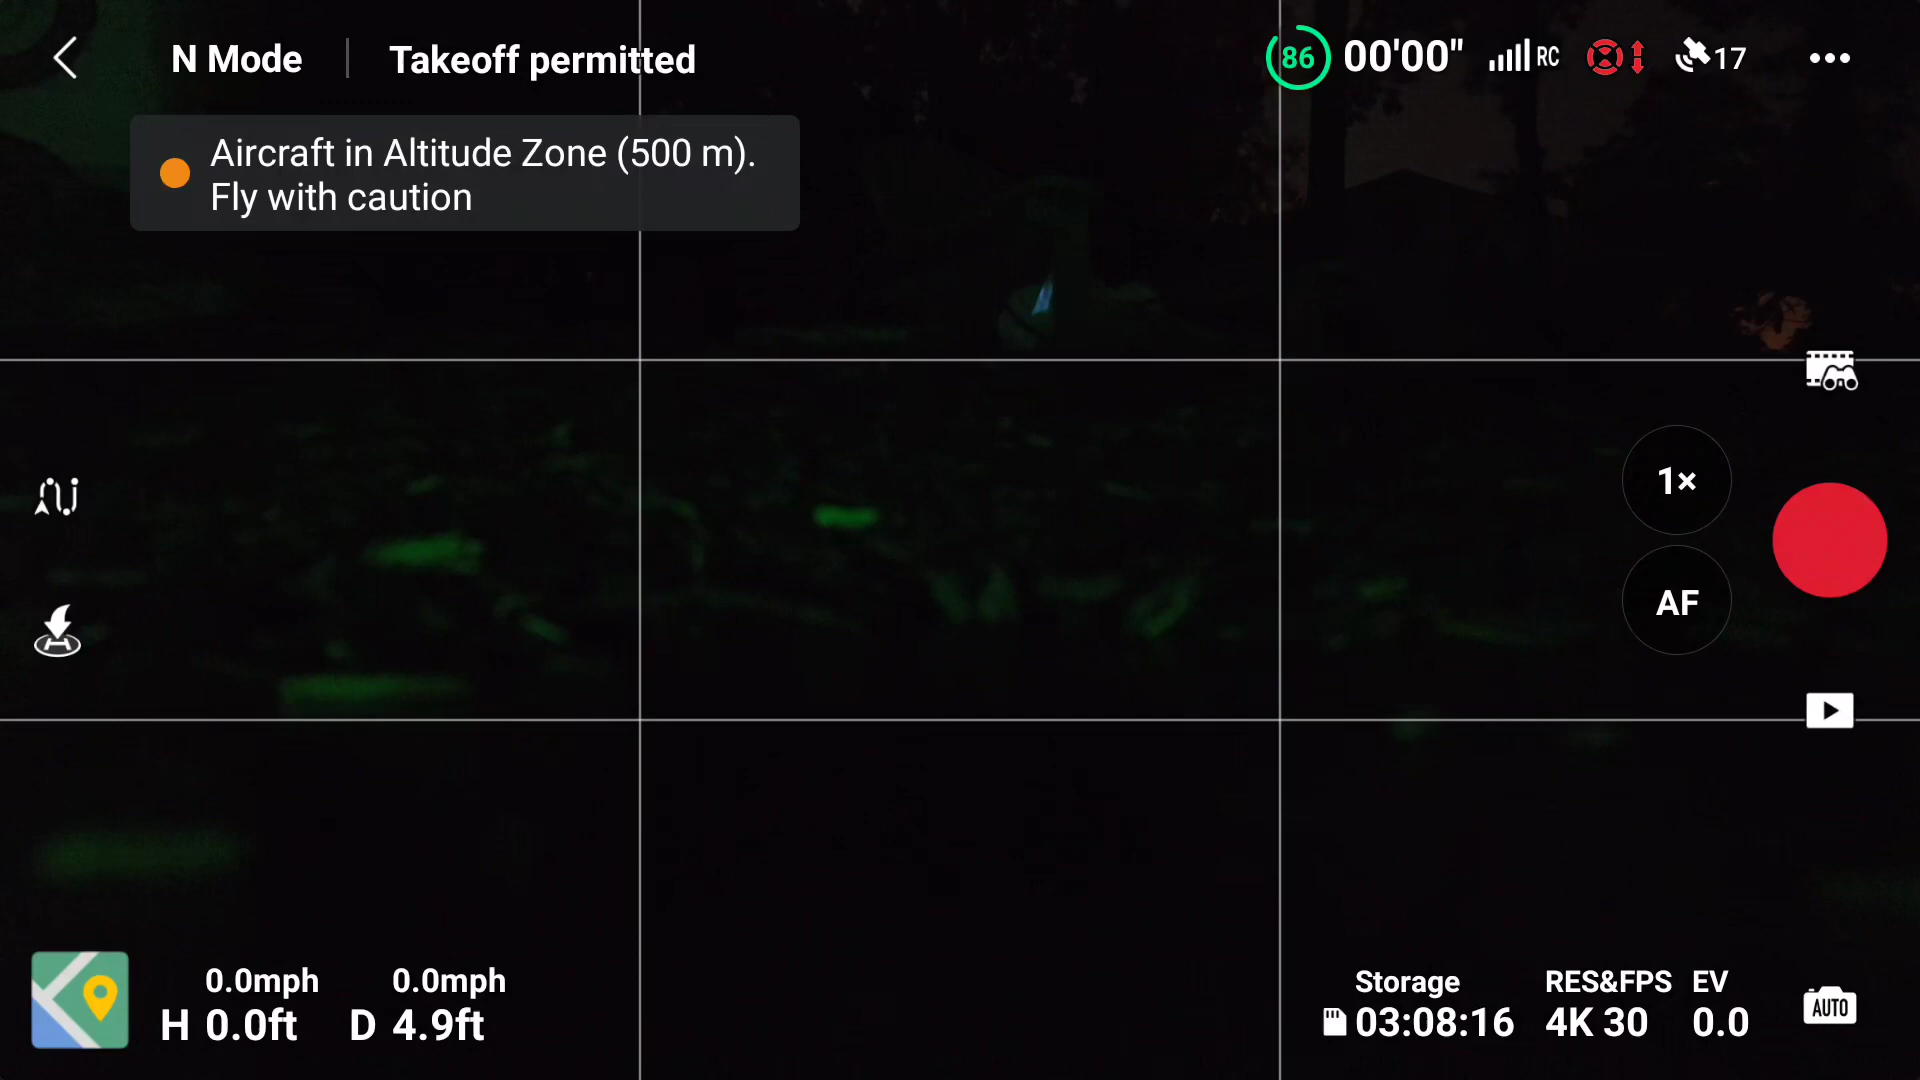 N Mode | Takeoff permitted
86 00'00" RC 17
Aircraft in Altitude Zone (500 m).
Fly with caution
1×
AF
0.0mph 0.0mph
H 0.0ft D 4.9ft
Storage RES&FPS EV
03:08:16 4K 30 0.0
AUTO